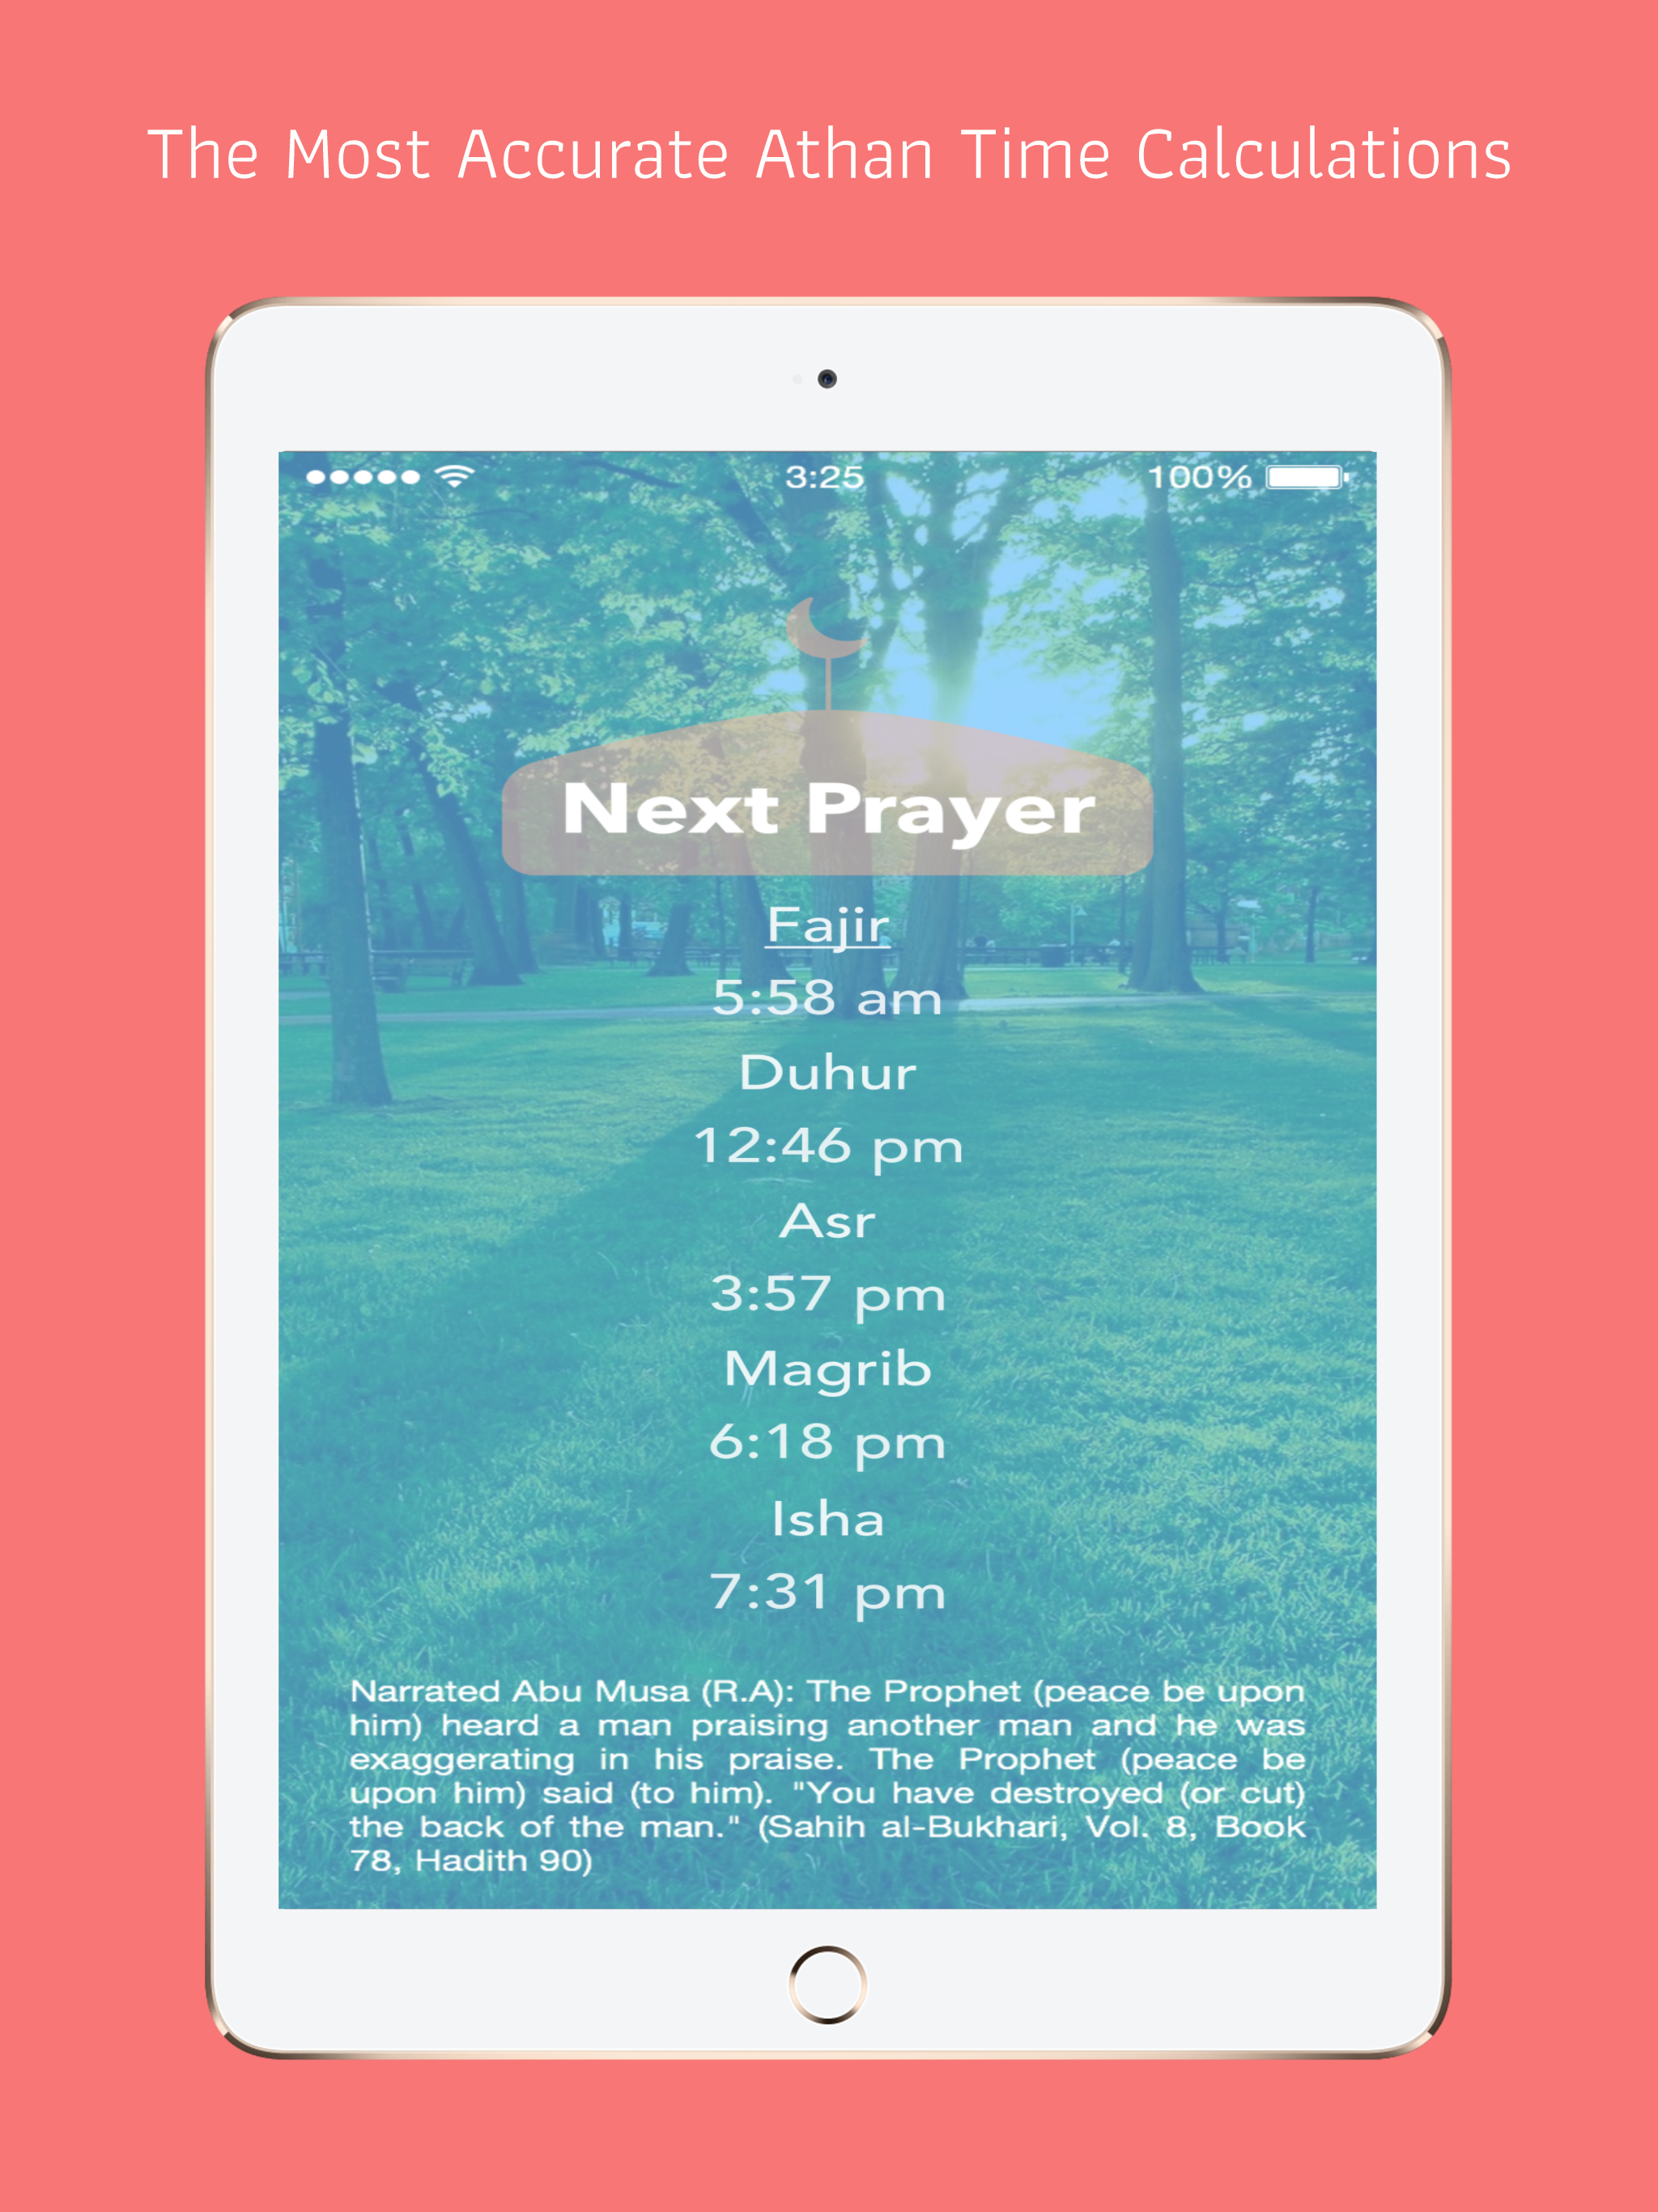 The Most Accurate Athan Time Calculations
3:25
100%
Next Prayer
Fajir
5:58 am
Duhur
12:46 pm
Asr
3:57 pm
Magrib
6:18 pm
Isha
7:31 pm
Narrated Abu Musa (R.A): The Prophet (peace be upon
him) heard a man praising another man and he was
exaggerating in his praise. The Prophet (peace be
upon him) said (to him). "You have destroyed (or cut)
the back of the man." (Sahih al-Bukhari, Vol. 8, Book
78, Hadith 90)